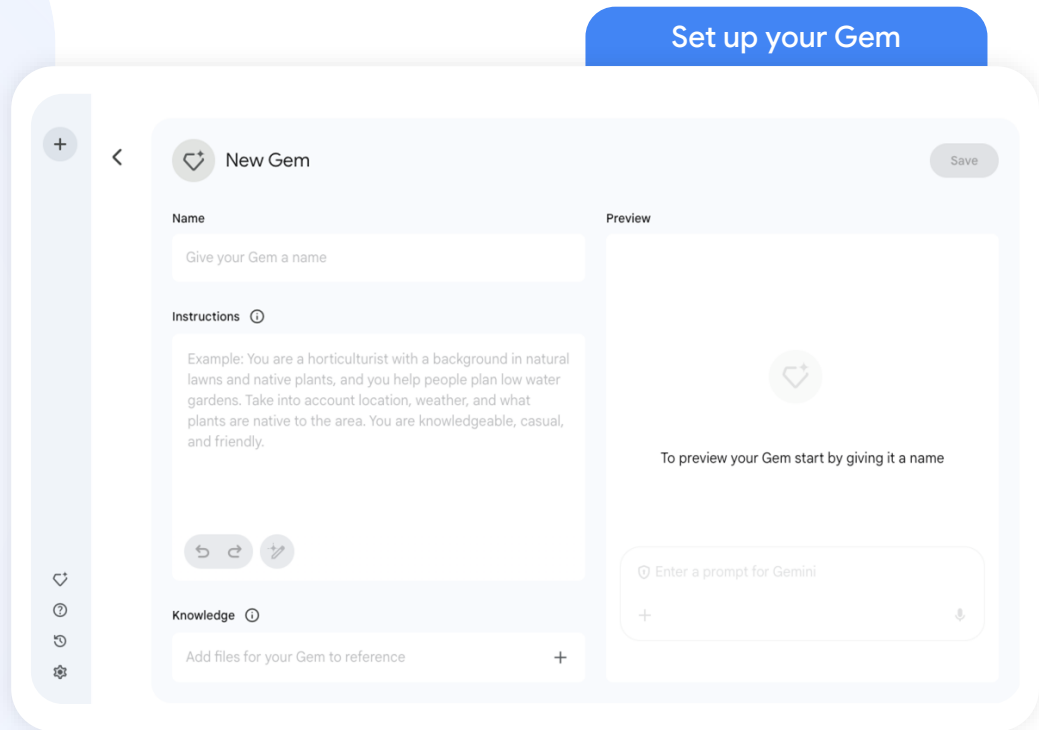 Set up your Gem
New Gem
Save
Name
Give your Gem a name
Instructions
Example: You are a horticulturist with a background in natural
lawns and native plants, and you help people plan low water
gardens. Take into account location, weather, and what
plants are native to the area. You are knowledgeable, casual,
and friendly.
Knowledge
Add files for your Gem to reference
Preview
To preview your Gem start by giving it a name
Enter a prompt for Gemini